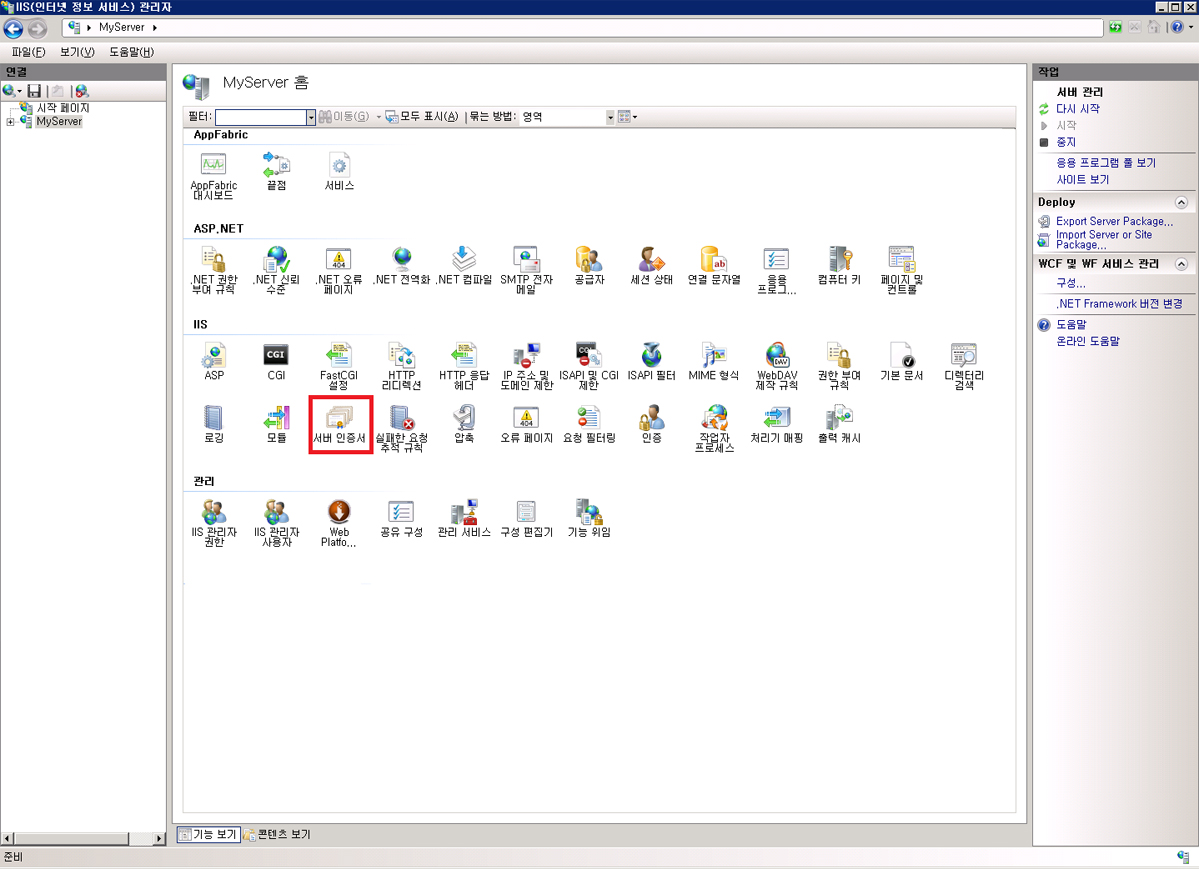 IIS(인터넷 정보 서비스) 관리자
MyServer
파일(F) 보기(V) 도움말(H)
연결
시작 페이지
MyServer
MyServer 홈
필터: 이동(G) 모두 표시(A) 묶는 방법: 영역
AppFabric
AppFabric 대시보드
끝점
서비스
ASP.NET
.NET 권한 부여 규칙
.NET 신뢰 수준
.NET 오류 페이지
.NET 전역화
.NET 컴파일
SMTP 전자 메일
공급자
세션 상태
연결 문자열
응용 프로그...
컴퓨터 키
페이지 및 컨트롤
IIS
ASP
CGI
FastCGI 설정
HTTP 리디렉션
HTTP 응답 헤더
IP 주소 및 도메인 제한
ISAPI 및 CGI 제한
ISAPI 필터
MIME 형식
WebDAV 제작 규칙
권한 부여 규칙
기본 문서
디렉터리 검색
로깅
모듈
서버 인증서
실패한 요청 추적 규칙
압축
오류 페이지
요청 필터링
인증
작업자 프로세스
처리기 매핑
출력 캐시
관리
IIS 관리자 권한
IIS 관리자 사용자
Web Platfo...
공유 구성
관리 서비스
구성 편집기
기능 위임
기능 보기
콘텐츠 보기
작업
서버 관리
다시 시작
시작
중지
응용 프로그램 풀 보기
사이트 보기
Deploy
Export Server Package...
Import Server or Site
Package...
WCF 및 WF 서비스 관리
구성...
.NET Framework 버전 변경
도움말
온라인 도움말
준비